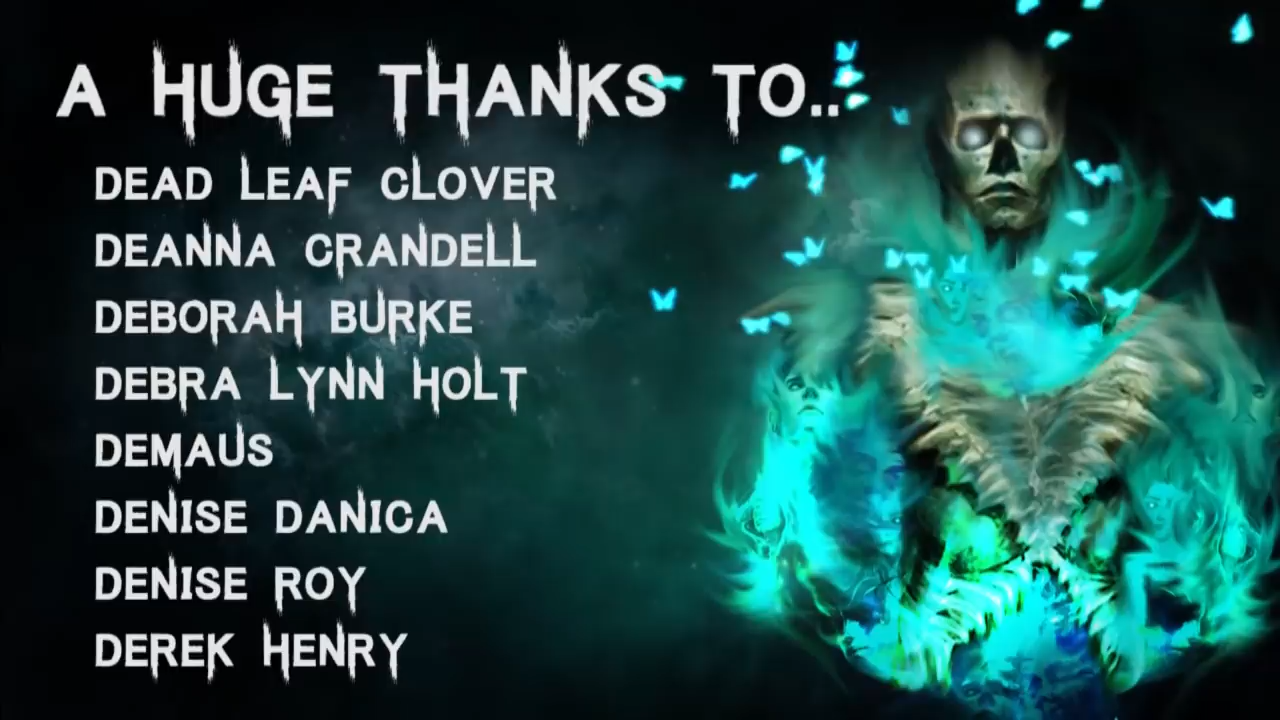 A HUGE THANKS TO..
DEAD LEAF CLOVER
DEANNA CRANDELL
DEBORAH BURKE
DEBRA LYNN HOLT
DEMAUS
DENISE DANICA
DENISE ROY
DEREK HENRY